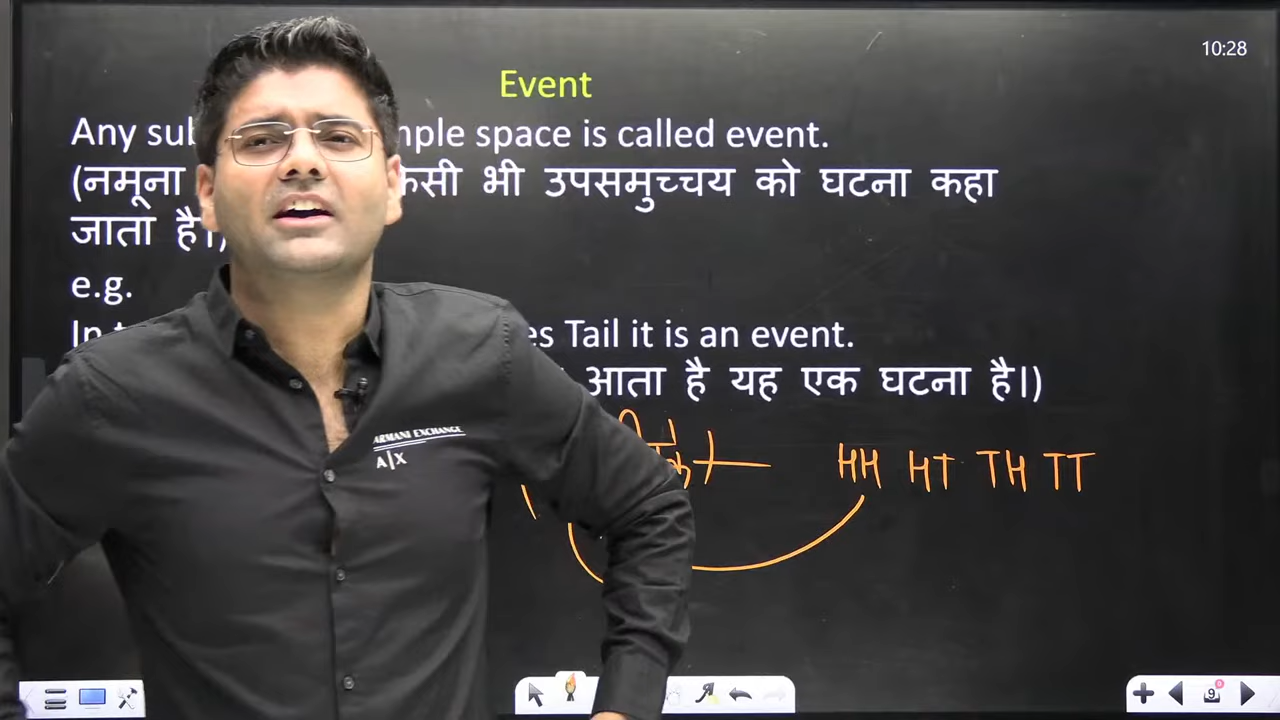 10:28
Event
Any sub mple space is called event.
(नमूना केसी भी उपसमुच्चय को घटना कहा
जाता है।)
e.g.
In es Tail it is an event.
आता है यह एक घटना है।)
HH HT TH TT
ARMANI EXCHANGE
A|X
9